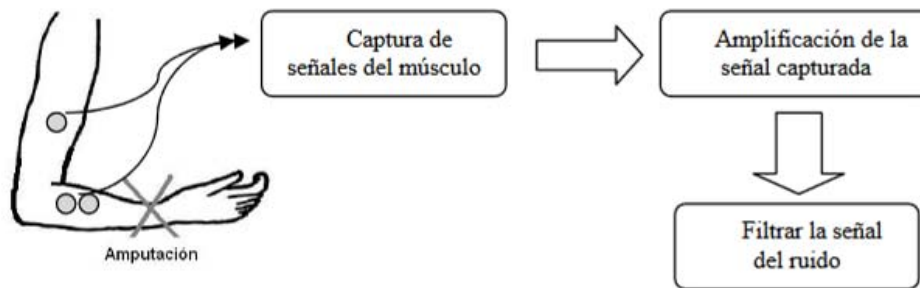 Captura de
señales del músculo
Amplificación de la
señal capturada
Filtrar la señal
del ruido
Amputación